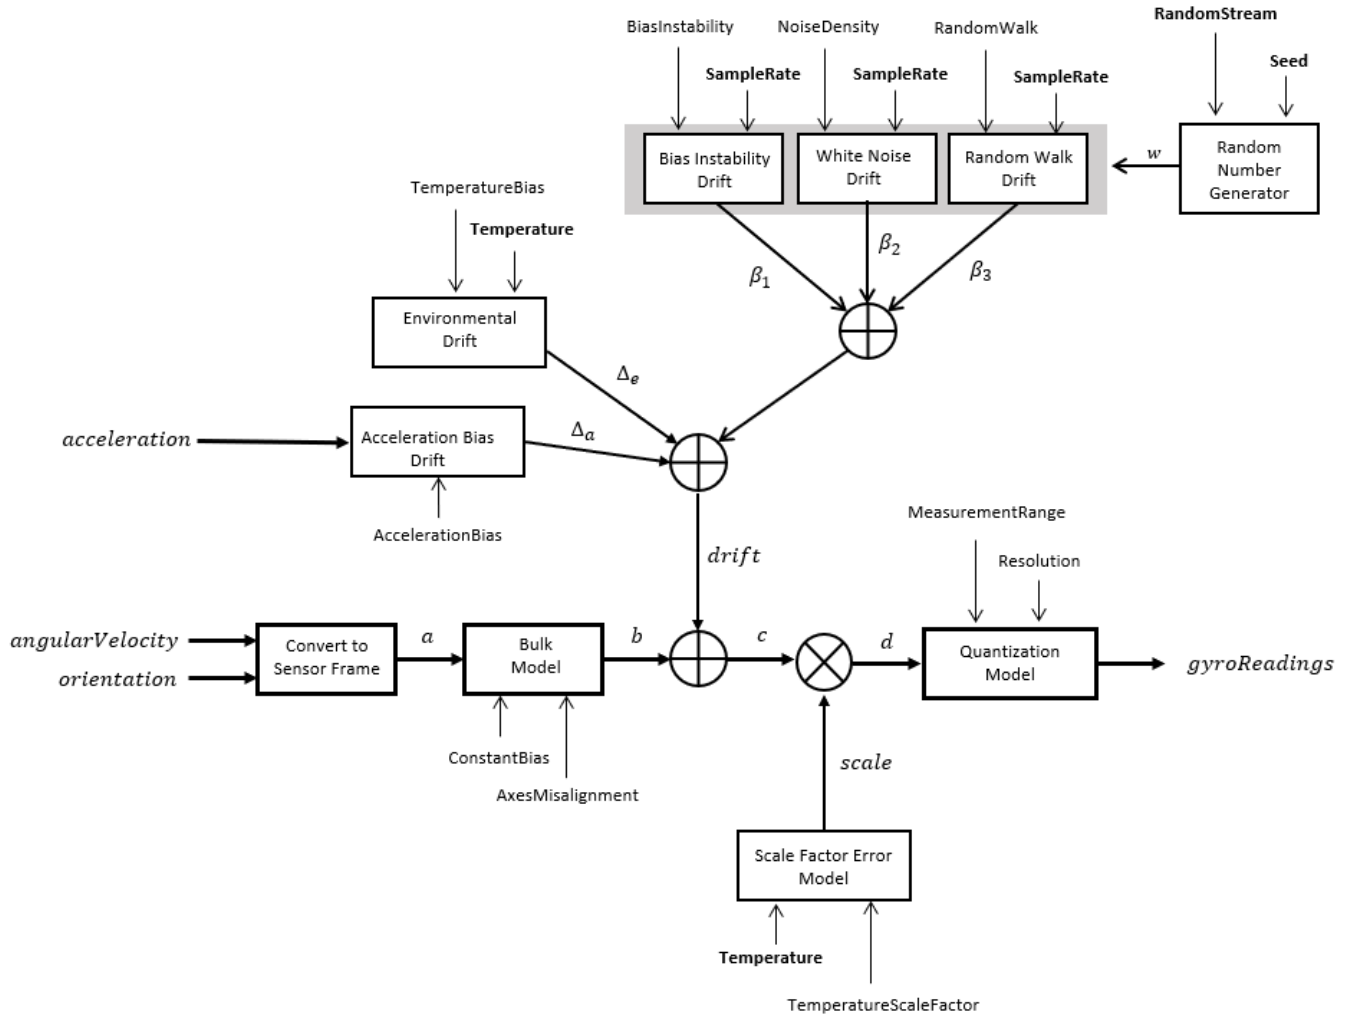 RandomStream
BiasInstability
NoiseDensity
RandomWalk
Seed
SampleRate
SampleRate
SampleRate
Bias Instability
Drift
White Noise
Drift
Random Walk
Drift
w
Random
Number
Generator
TemperatureBias
Temperature
β1
β2
β3
Environmental
Drift
Δe
acceleration
Acceleration Bias
Drift
Δa
AccelerationBias
drift
MeasurementRange
Resolution
angularVelocity
orientation
Convert to
Sensor Frame
a
Bulk
Model
b
c
d
Quantization
Model
gyroReadings
ConstantBias
AxesMisalignment
scale
Scale Factor Error
Model
Temperature
TemperatureScaleFactor